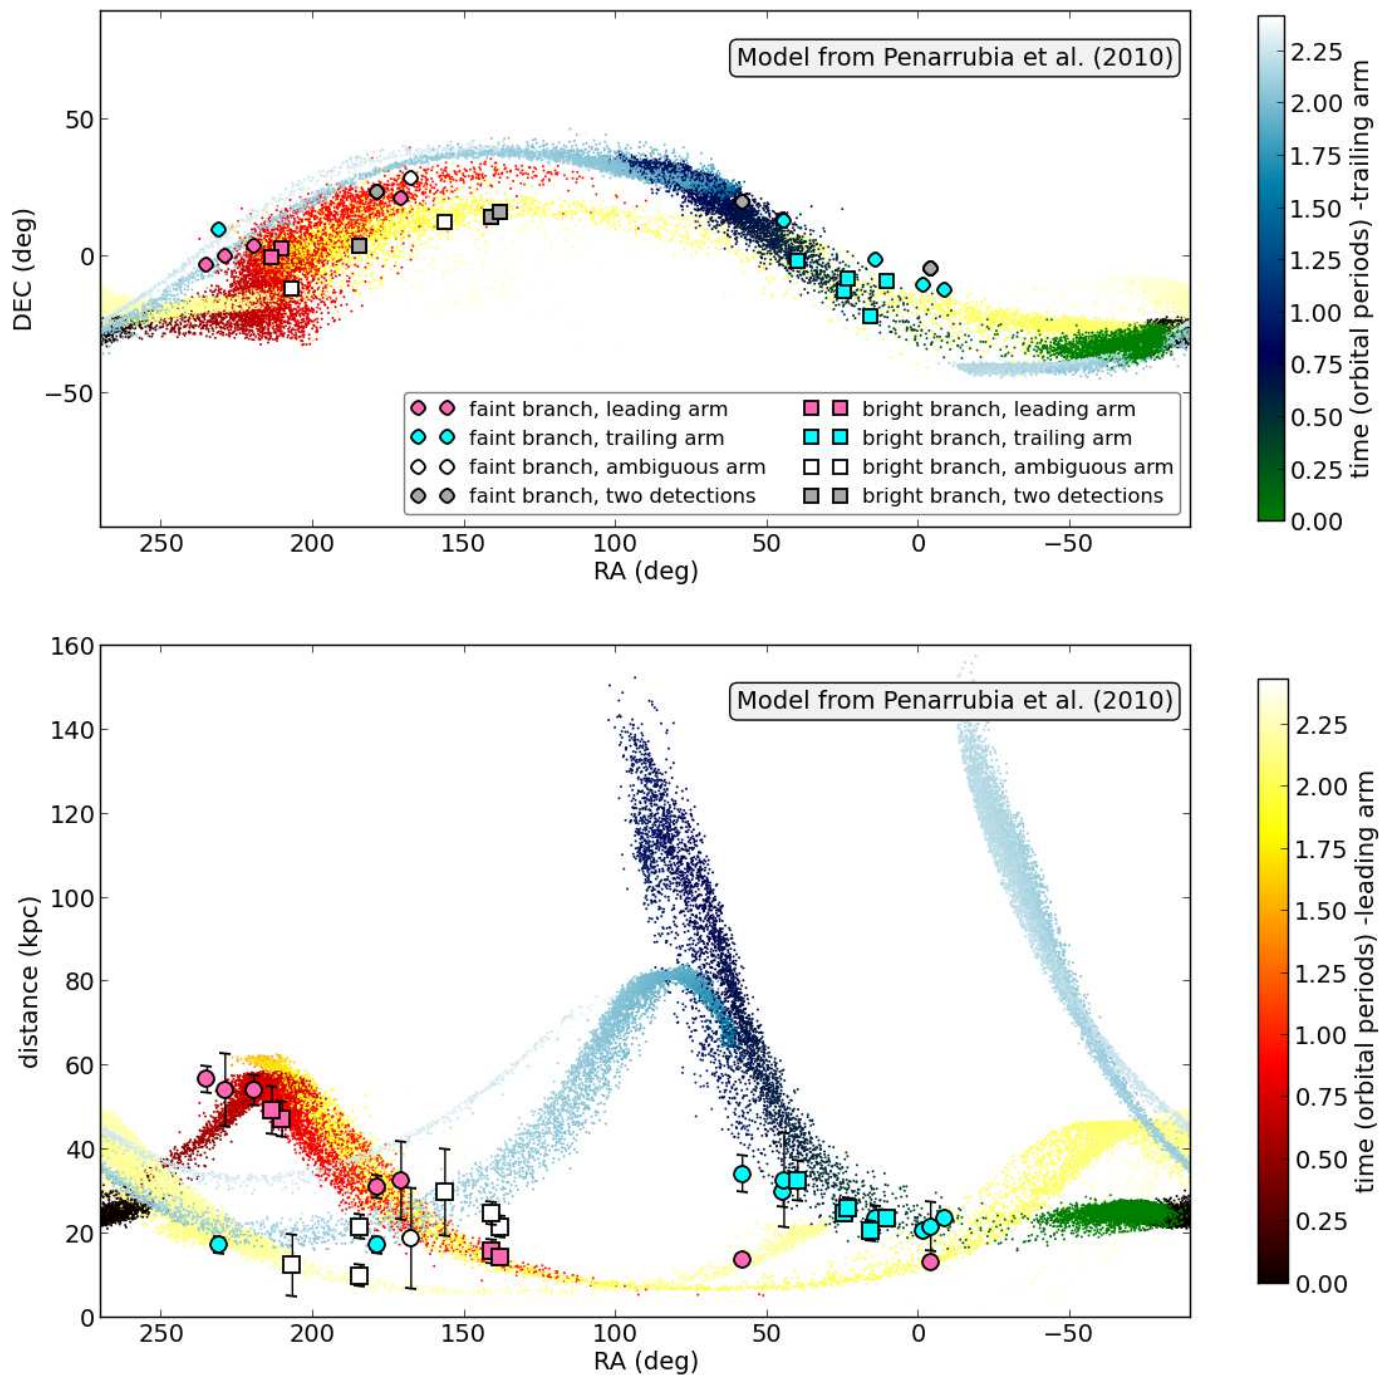 Model from Penarrubia et al. (2010)
50
0
−50
DEC (deg)
faint branch, leading arm
faint branch, trailing arm
faint branch, ambiguous arm
faint branch, two detections
bright branch, leading arm
bright branch, trailing arm
bright branch, ambiguous arm
bright branch, two detections
250 200 150 100 50 0 −50
RA (deg)
2.25
2.00
1.75
1.50
1.25
1.00
0.75
0.50
0.25
0.00
time (orbital periods) -trailing arm
Model from Penarrubia et al. (2010)
160
140
120
100
80
60
40
20
0
distance (kpc)
250 200 150 100 50 0 −50
RA (deg)
2.25
2.00
1.75
1.50
1.25
1.00
0.75
0.50
0.25
0.00
time (orbital periods) -leading arm